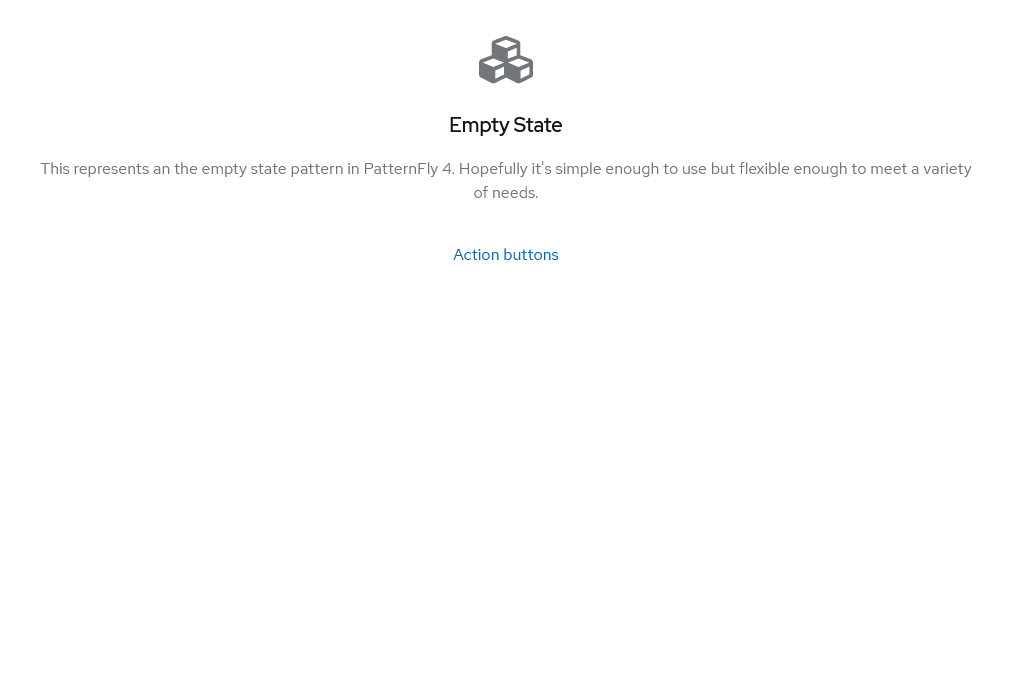 Empty State
This represents an the empty state pattern in PatternFly 4. Hopefully it's simple enough to use but flexible enough to meet a variety
of needs.
Action buttons